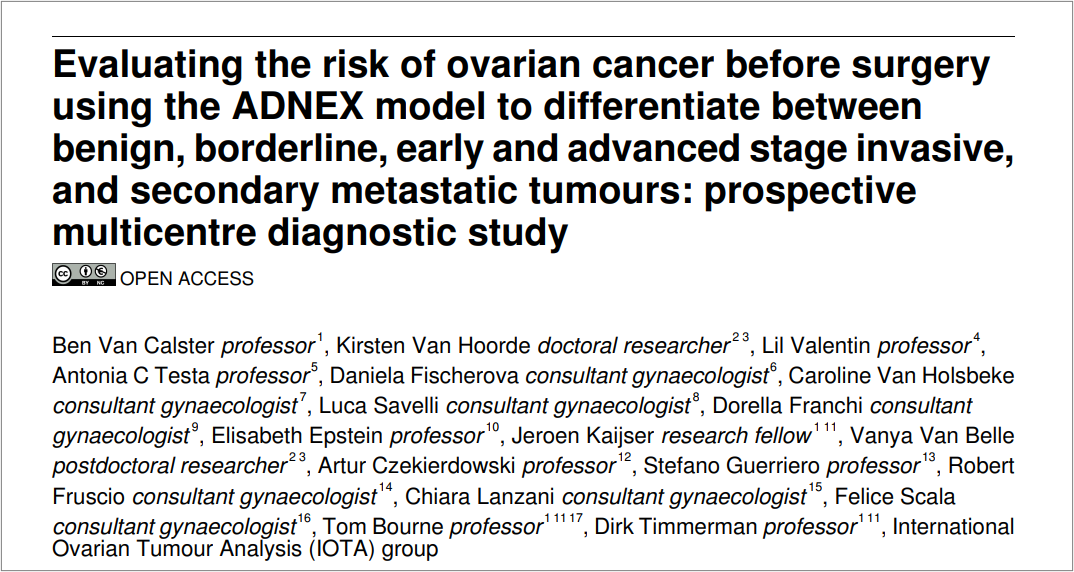 Evaluating the risk of ovarian cancer before surgery
using the ADNEX model to differentiate between
benign, borderline, early and advanced stage invasive,
and secondary metastatic tumours: prospective
multicentre diagnostic study
cc BY NC OPEN ACCESS
Ben Van Calster professor 1, Kirsten Van Hoorde doctoral researcher 2 3, Lil Valentin professor 4,
Antonia C Testa professor 5, Daniela Fischerova consultant gynaecologist 6, Caroline Van Holsbeke
consultant gynaecologist 7, Luca Savelli consultant gynaecologist 8, Dorella Franchi consultant
gynaecologist 9, Elisabeth Epstein professor 10, Jeroen Kaijser research fellow 1 11, Vanya Van Belle
postdoctoral researcher 2 3, Artur Czekierdowski professor 12, Stefano Guerriero professor 13, Robert
Fruscio consultant gynaecologist 14, Chiara Lanzani consultant gynaecologist 15, Felice Scala
consultant gynaecologist 16, Tom Bourne professor 1 11 17, Dirk Timmerman professor 1 11, International
Ovarian Tumour Analysis (IOTA) group